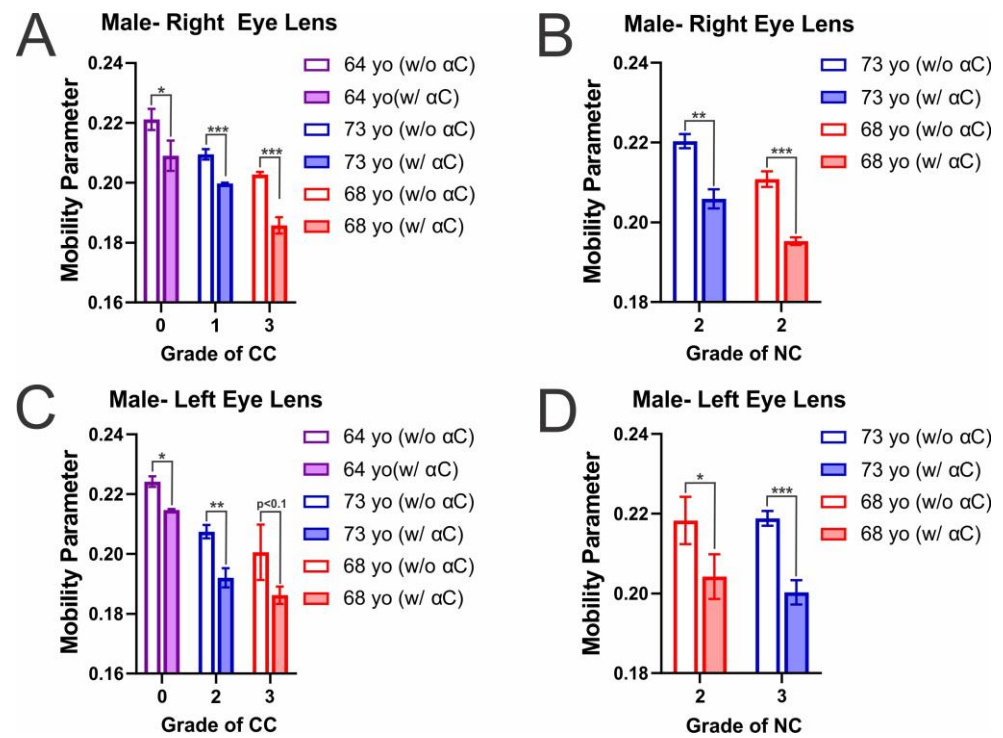 A
Male- Right Eye Lens
Mobility Parameter
0.24
0.22
0.20
0.18
0.16
*
***
***
0
1
3
Grade of CC
64 yo (w/o αC)
64 yo(w/ αC)
73 yo (w/o αC)
73 yo (w/ αC)
68 yo (w/o αC)
68 yo (w/ αC)
B
Male- Right Eye Lens
Mobility Parameter
0.24
0.22
0.20
0.18
**
***
2
2
Grade of NC
73 yo (w/o αC)
73 yo (w/ αC)
68 yo (w/o αC)
68 yo (w/ αC)
C
Male- Left Eye Lens
Mobility Parameter
0.24
0.22
0.20
0.18
0.16
*
**
p<0.1
0
2
3
Grade of CC
64 yo (w/o αC)
64 yo(w/ αC)
73 yo (w/o αC)
73 yo (w/ αC)
68 yo (w/o αC)
68 yo (w/ αC)
D
Male- Left Eye Lens
Mobility Parameter
0.24
0.22
0.20
0.18
*
***
2
3
Grade of NC
73 yo (w/o αC)
73 yo (w/ αC)
68 yo (w/o αC)
68 yo (w/ αC)